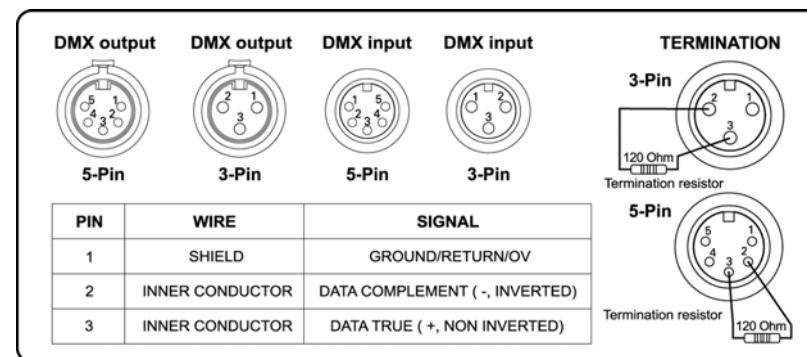 DMX output DMX output DMX input DMX input TERMINATION
5 1 4 2 3
2 1 3
1 5 2 4 3
1 2 3
5-Pin 3-Pin 5-Pin 3-Pin
3-Pin
2 1
3
120 Ohm
Termination resistor
5-Pin
5 1
4 2
3
Termination resistor
120 Ohm
PIN WIRE SIGNAL
1 SHIELD GROUND/RETURN/OV
2 INNER CONDUCTOR DATA COMPLEMENT ( -, INVERTED)
3 INNER CONDUCTOR DATA TRUE ( +, NON INVERTED)